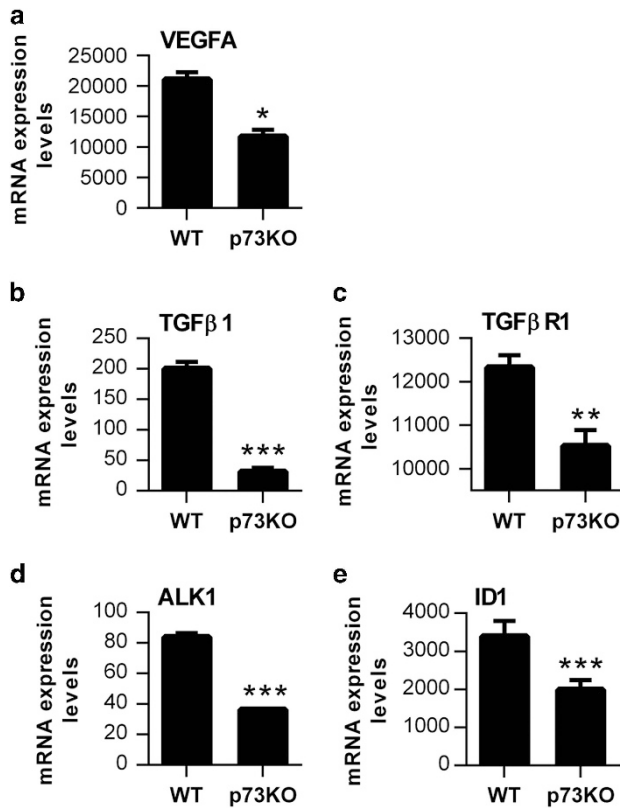 a
VEGFA
mRNA expression
levels
25000
20000
15000
10000
5000
0
*
WT p73KO
b
TGFβ 1
mRNA expression
levels
250
200
150
100
50
0
***
WT p73KO
c
TGFβ R1
mRNA expression
levels
13000
12000
11000
10000
**
WT p73KO
d
ALK1
mRNA expression
levels
100
80
60
40
20
0
***
WT p73KO
e
ID1
mRNA expression
levels
4000
3000
2000
1000
0
***
WT p73KO